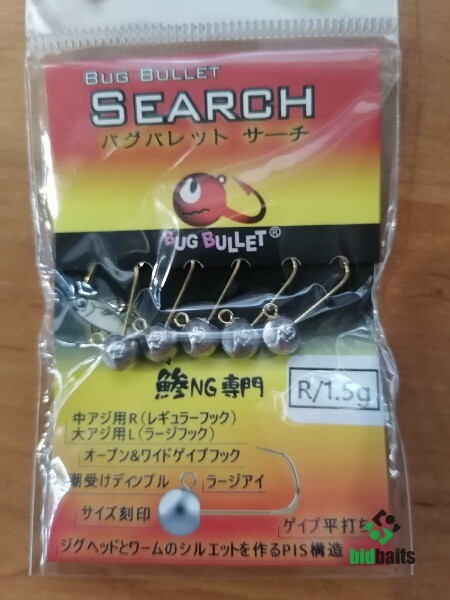 BUG BULLET
SEARCH
バグバレット サーチ
BUG BULLET®
鯵NG専門
R/1.5g
中アジ用R(レギュラーフック)
大アジ用L(ラージフック)
オープン&ワイドゲイプフック
潮受けディンプル
ラージアイ
サイズ刻印
ゲイプ平打ち
ジグヘッドとワームのシルエットを作るPIS構造
bidbaits